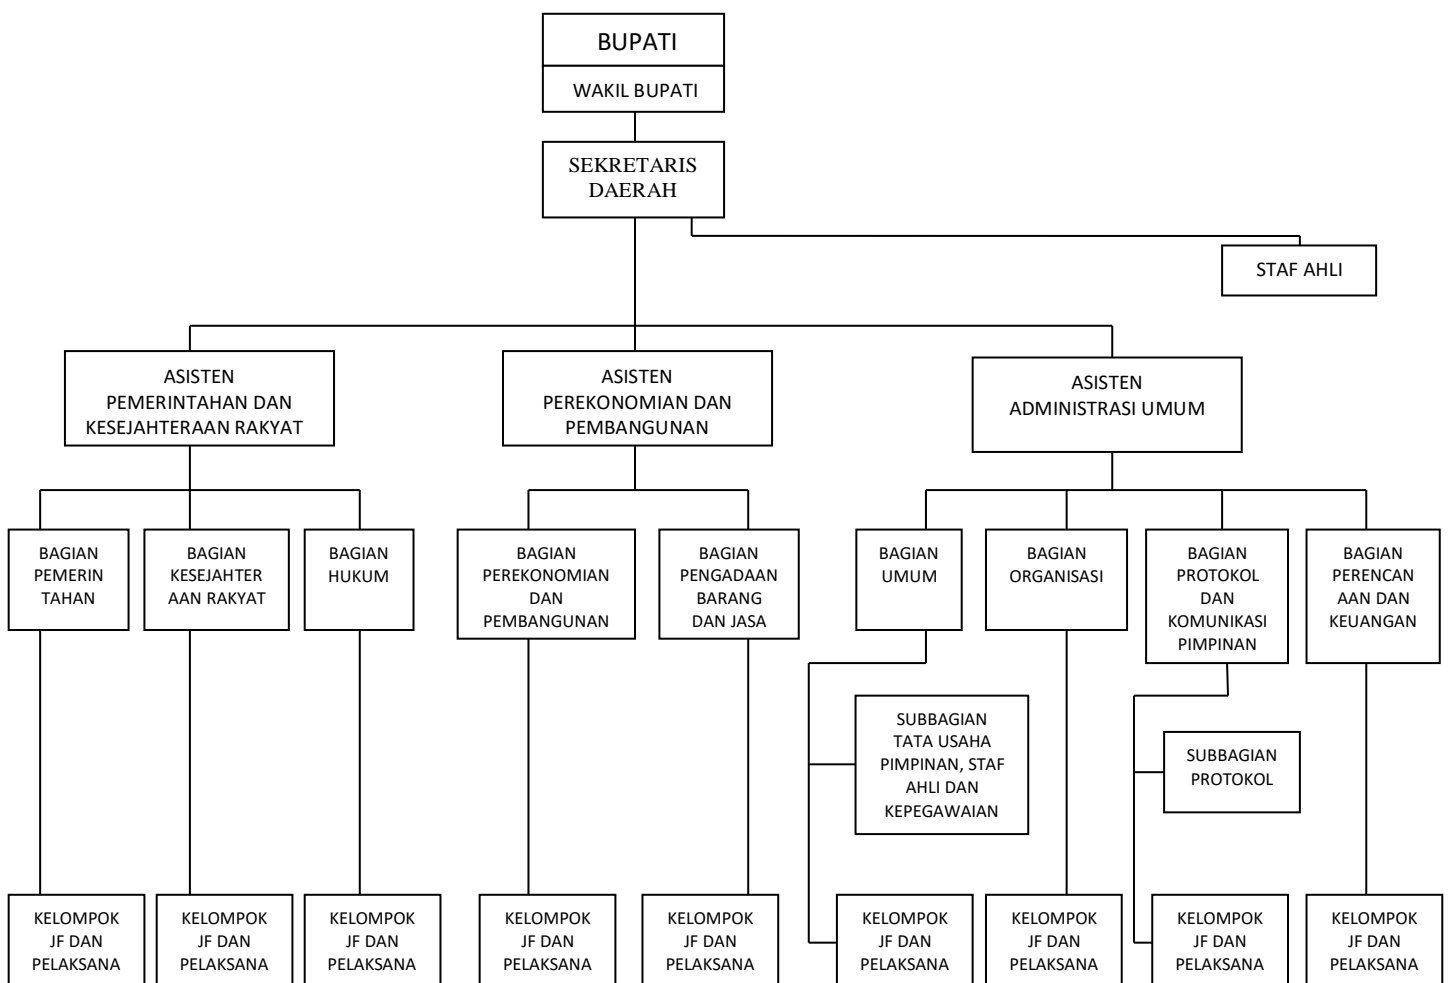 BUPATI
WAKIL BUPATI
SEKRETARIS
DAERAH
STAF AHLI
ASISTEN
PEMERINTAHAN DAN
KESEJAHTERAAN RAKYAT
ASISTEN
PEREKONOMIAN DAN
PEMBANGUNAN
ASISTEN
ADMINISTRASI UMUM
BAGIAN
PEMERIN
TAHAN
BAGIAN
KESEJAHTER
AAN RAKYAT
BAGIAN
HUKUM
BAGIAN
PEREKONOMIAN
DAN
PEMBANGUNAN
BAGIAN
PENGADAAN
BARANG
DAN JASA
BAGIAN
UMUM
BAGIAN
ORGANISASI
BAGIAN
PROTOKOL
DAN
KOMUNIKASI
PIMPINAN
BAGIAN
PERENCAN
AAN DAN
KEUANGAN
SUBBAGIAN
TATA USAHA
PIMPINAN, STAF
AHLI DAN
KEPEGAWAIAN
SUBBAGIAN
PROTOKOL
KELOMPOK
JF DAN
PELAKSANA
KELOMPOK
JF DAN
PELAKSANA
KELOMPOK
JF DAN
PELAKSANA
KELOMPOK
JF DAN
PELAKSANA
KELOMPOK
JF DAN
PELAKSANA
KELOMPOK
JF DAN
PELAKSANA
KELOMPOK
JF DAN
PELAKSANA
KELOMPOK
JF DAN
PELAKSANA
KELOMPOK
JF DAN
PELAKSANA